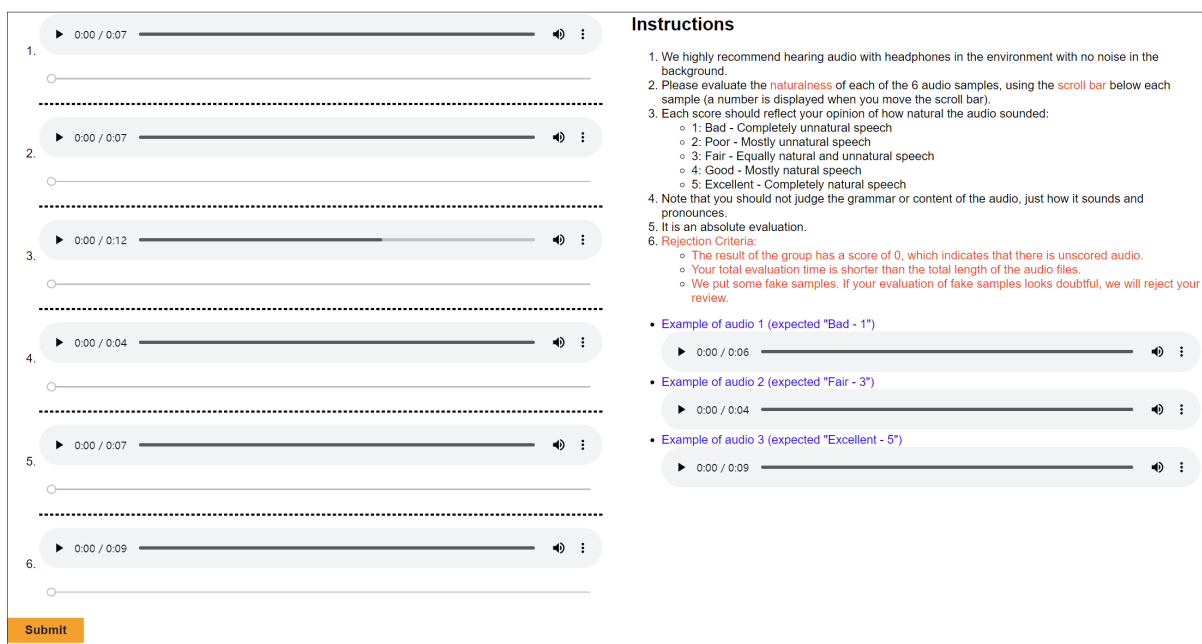 0:00 / 0:07
1.
0:00 / 0:07
2.
0:00 / 0:12
3.
0:00 / 0:04
4.
0:00 / 0:07
5.
0:00 / 0:09
6.
Submit
Instructions
1. We highly recommend hearing audio with headphones in the environment with no noise in the
background.
2. Please evaluate the naturalness of each of the 6 audio samples, using the scroll bar below each
sample (a number is displayed when you move the scroll bar).
3. Each score should reflect your opinion of how natural the audio sounded:
1: Bad - Completely unnatural speech
2: Poor - Mostly unnatural speech
3: Fair - Equally natural and unnatural speech
4: Good - Mostly natural speech
5: Excellent - Completely natural speech
4. Note that you should not judge the grammar or content of the audio, just how it sounds and
pronounces.
5. It is an absolute evaluation.
6. Rejection Criteria:
The result of the group has a score of 0, which indicates that there is unscored audio.
Your total evaluation time is shorter than the total length of the audio files.
We put some fake samples. If your evaluation of fake samples looks doubtful, we will reject your
review.
Example of audio 1 (expected "Bad - 1")
0:00 / 0:06
Example of audio 2 (expected "Fair - 3")
0:00 / 0:04
Example of audio 3 (expected "Excellent - 5")
0:00 / 0:09